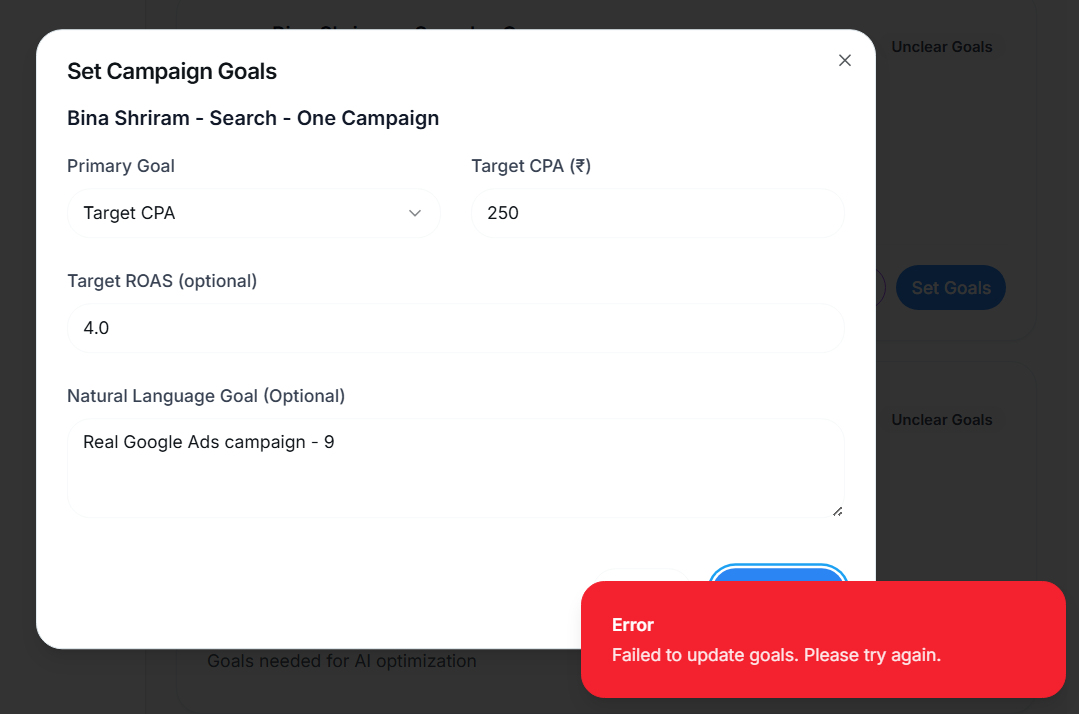 Unclear Goals
Set Campaign Goals
Bina Shriram - Search - One Campaign
Primary Goal
Target CPA (₹)
Target CPA
250
Target ROAS (optional)
4.0
Set Goals
Natural Language Goal (Optional)
Real Google Ads campaign - 9
Unclear Goals
Error
Failed to update goals. Please try again.
Goals needed for AI optimization